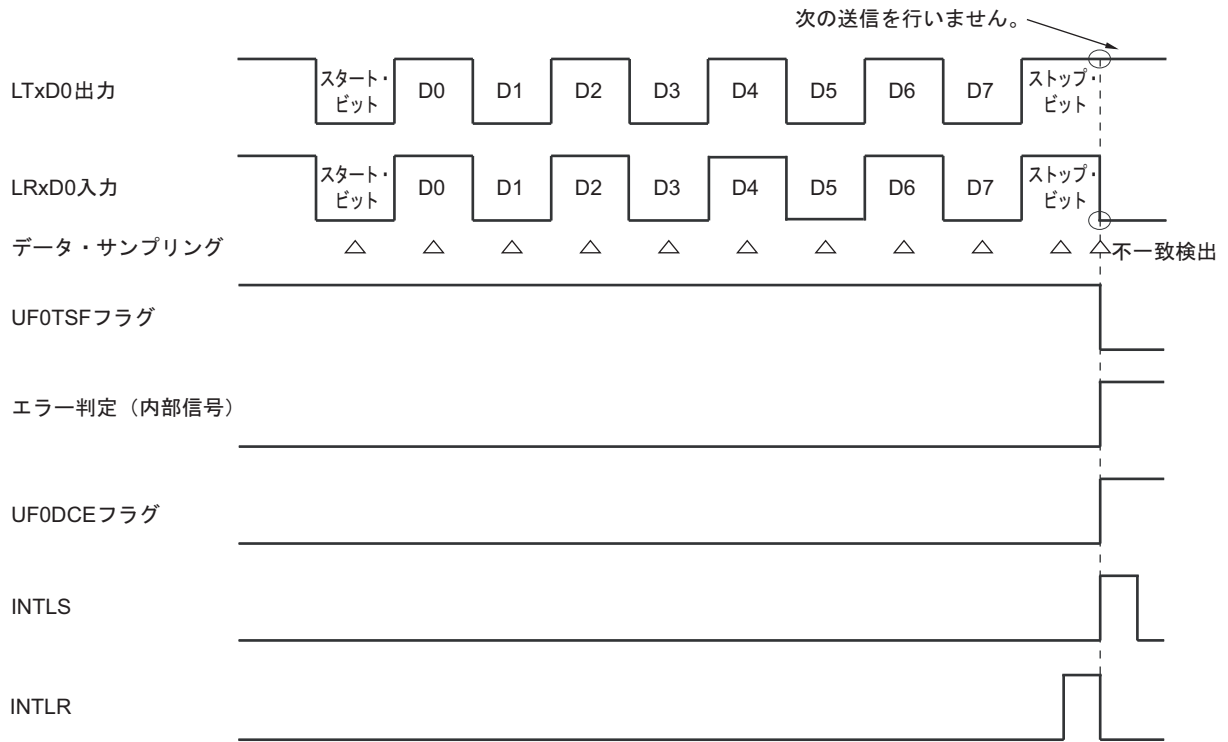 次の送信を行いません。
LTxD0出力
スタート・
ビット
D0
D1
D2
D3
D4
D5
D6
D7
ストップ・
ビット
LRxD0入力
スタート・
ビット
D0
D1
D2
D3
D4
D5
D6
D7
ストップ・
ビット
データ・サンプリング
不一致検出
UF0TSFフラグ
エラー判定（内部信号）
UF0DCEフラグ
INTLS
INTLR